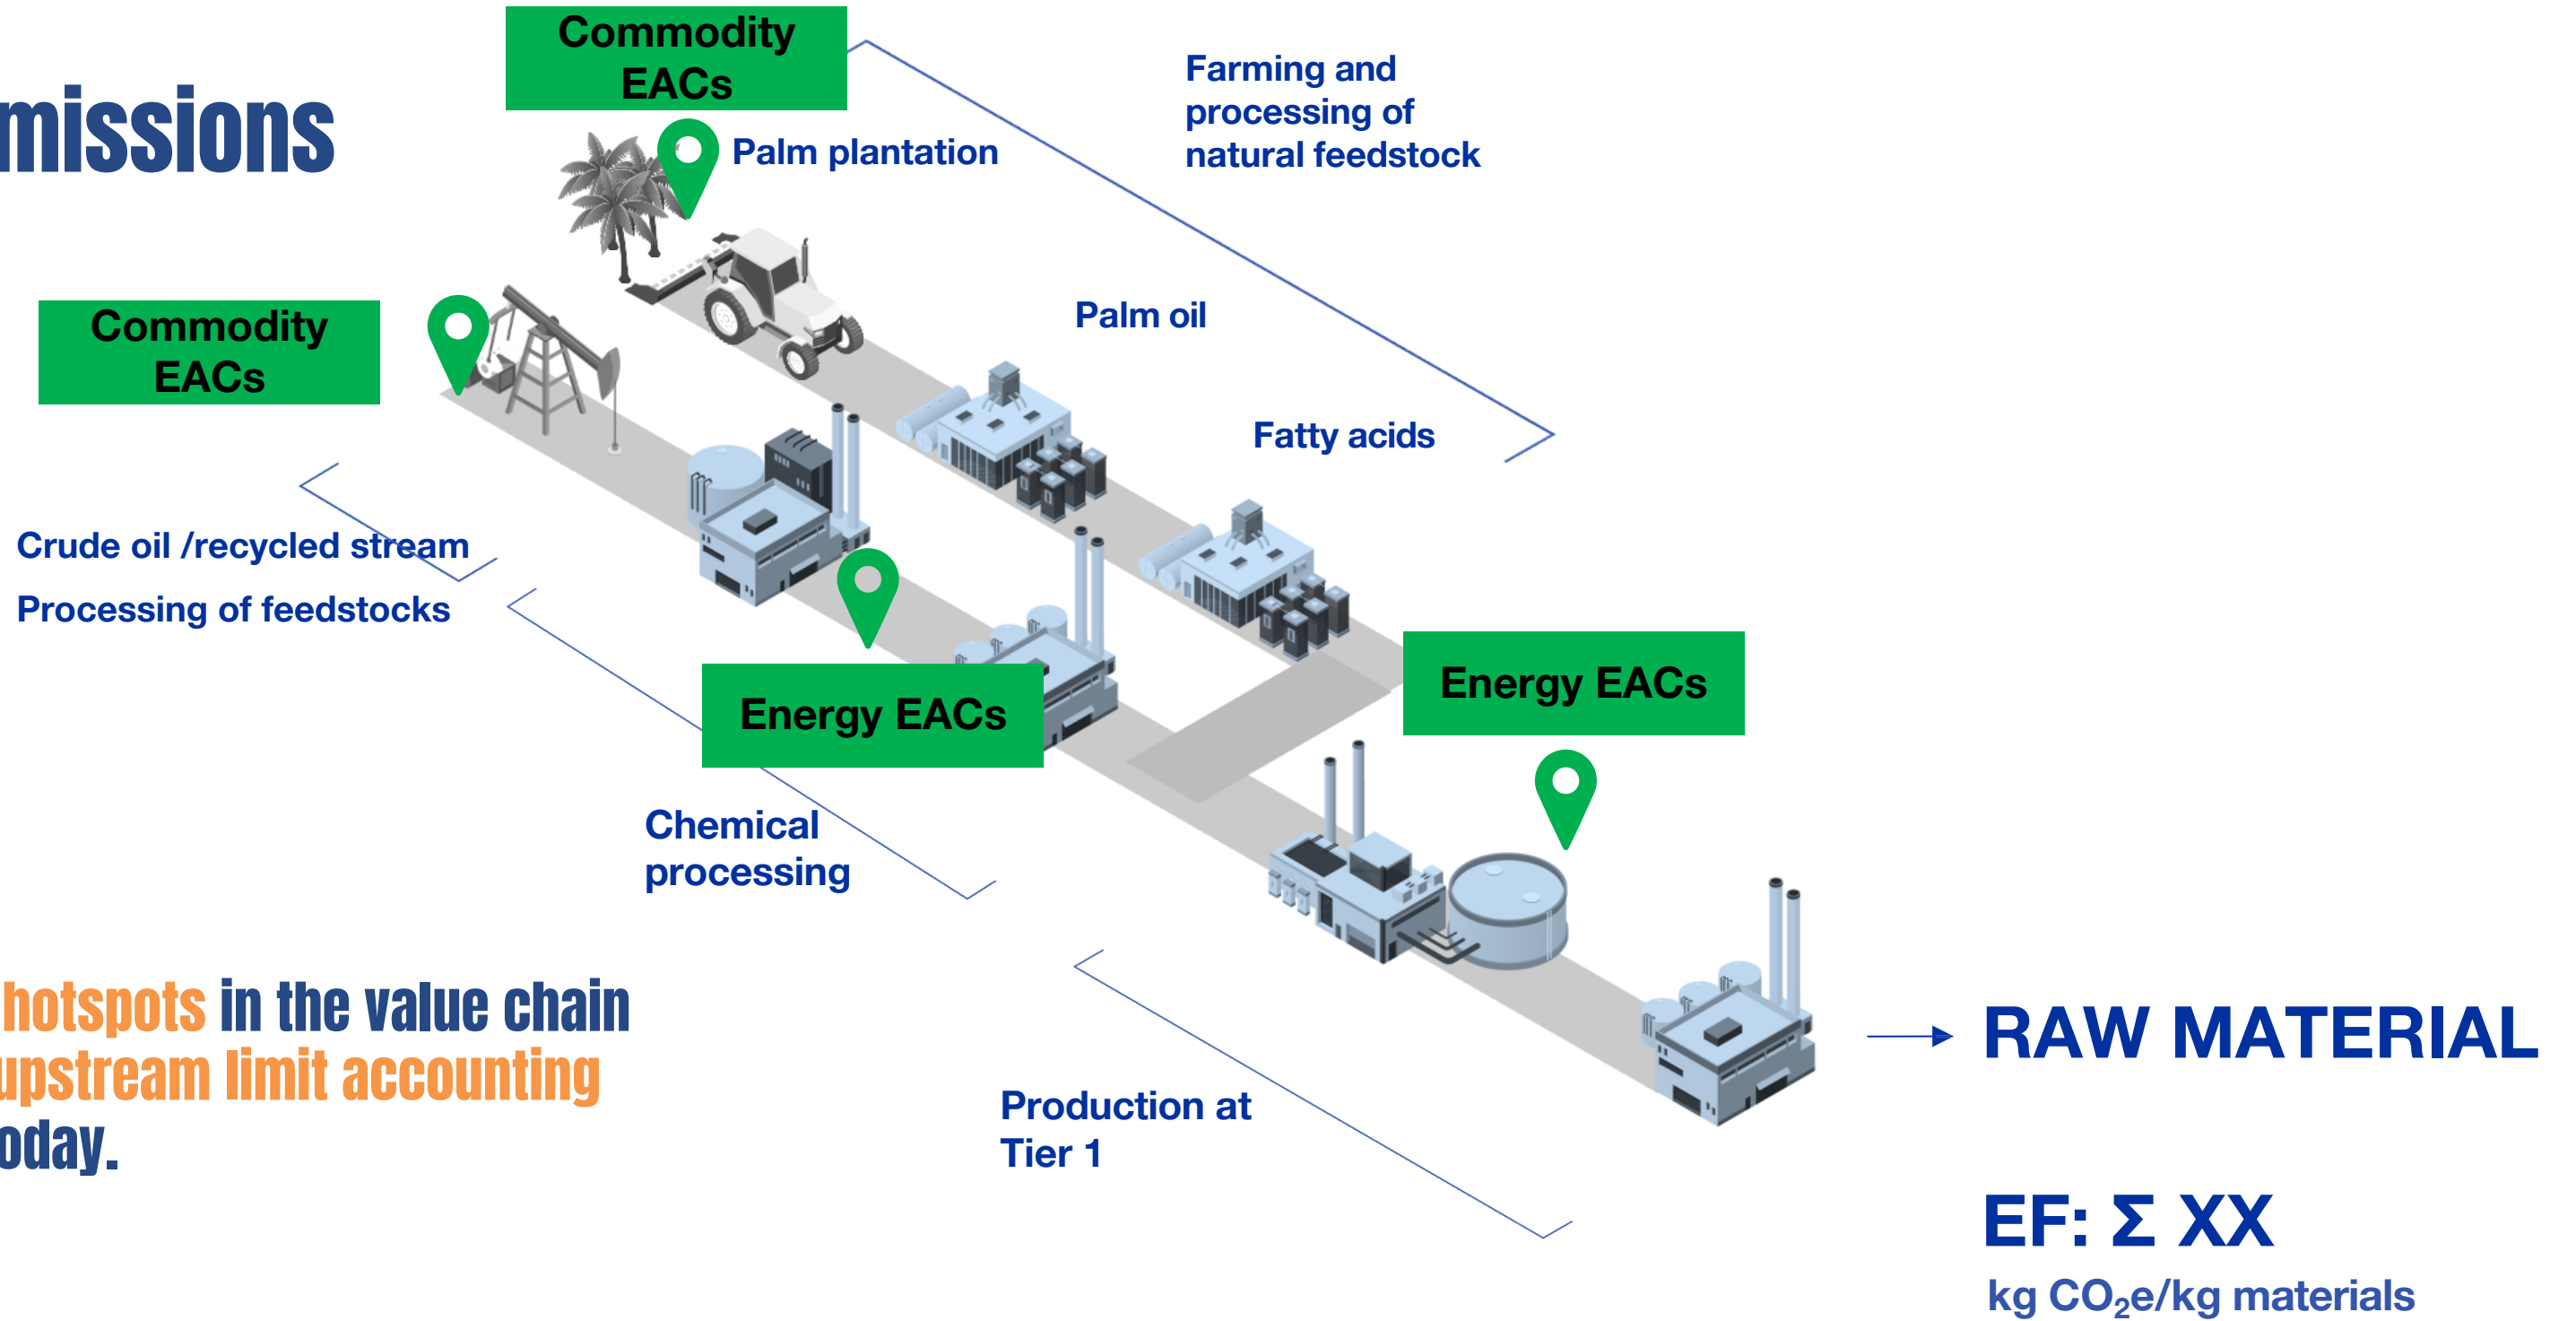 missions
Commodity
EACs
Palm plantation
Farming and
processing of
natural feedstock
Commodity
EACs
Palm oil
Fatty acids
Crude oil /recycled stream
Processing of feedstocks
Energy EACs
Energy EACs
Chemical
processing
hotspots in the value chain
upstream limit accounting
oday.
Production at
Tier 1
RAW MATERIAL
EF: Σ XX
kg CO₂e/kg materials